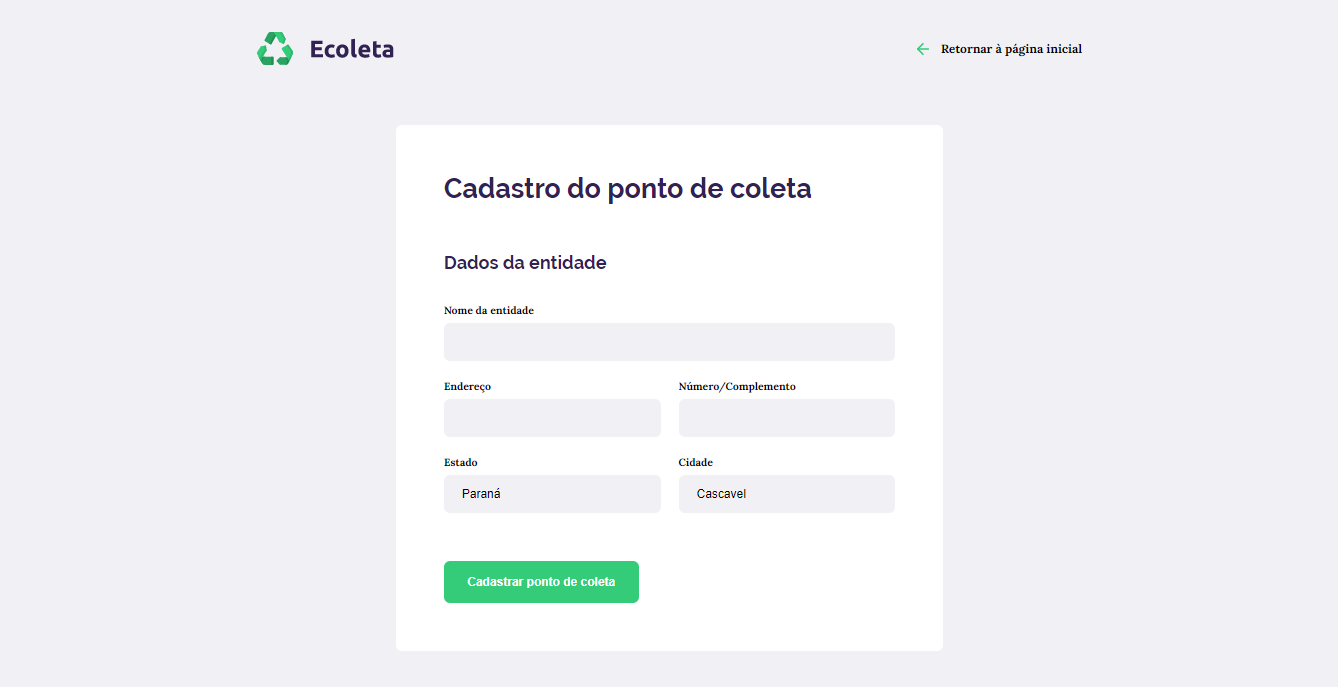 Ecoleta
Retornar à página inicial
Cadastro do ponto de coleta
Dados da entidade
Nome da entidade
Endereço
Número/Complemento
Estado
Cidade
Paraná
Cascavel
Cadastrar ponto de coleta